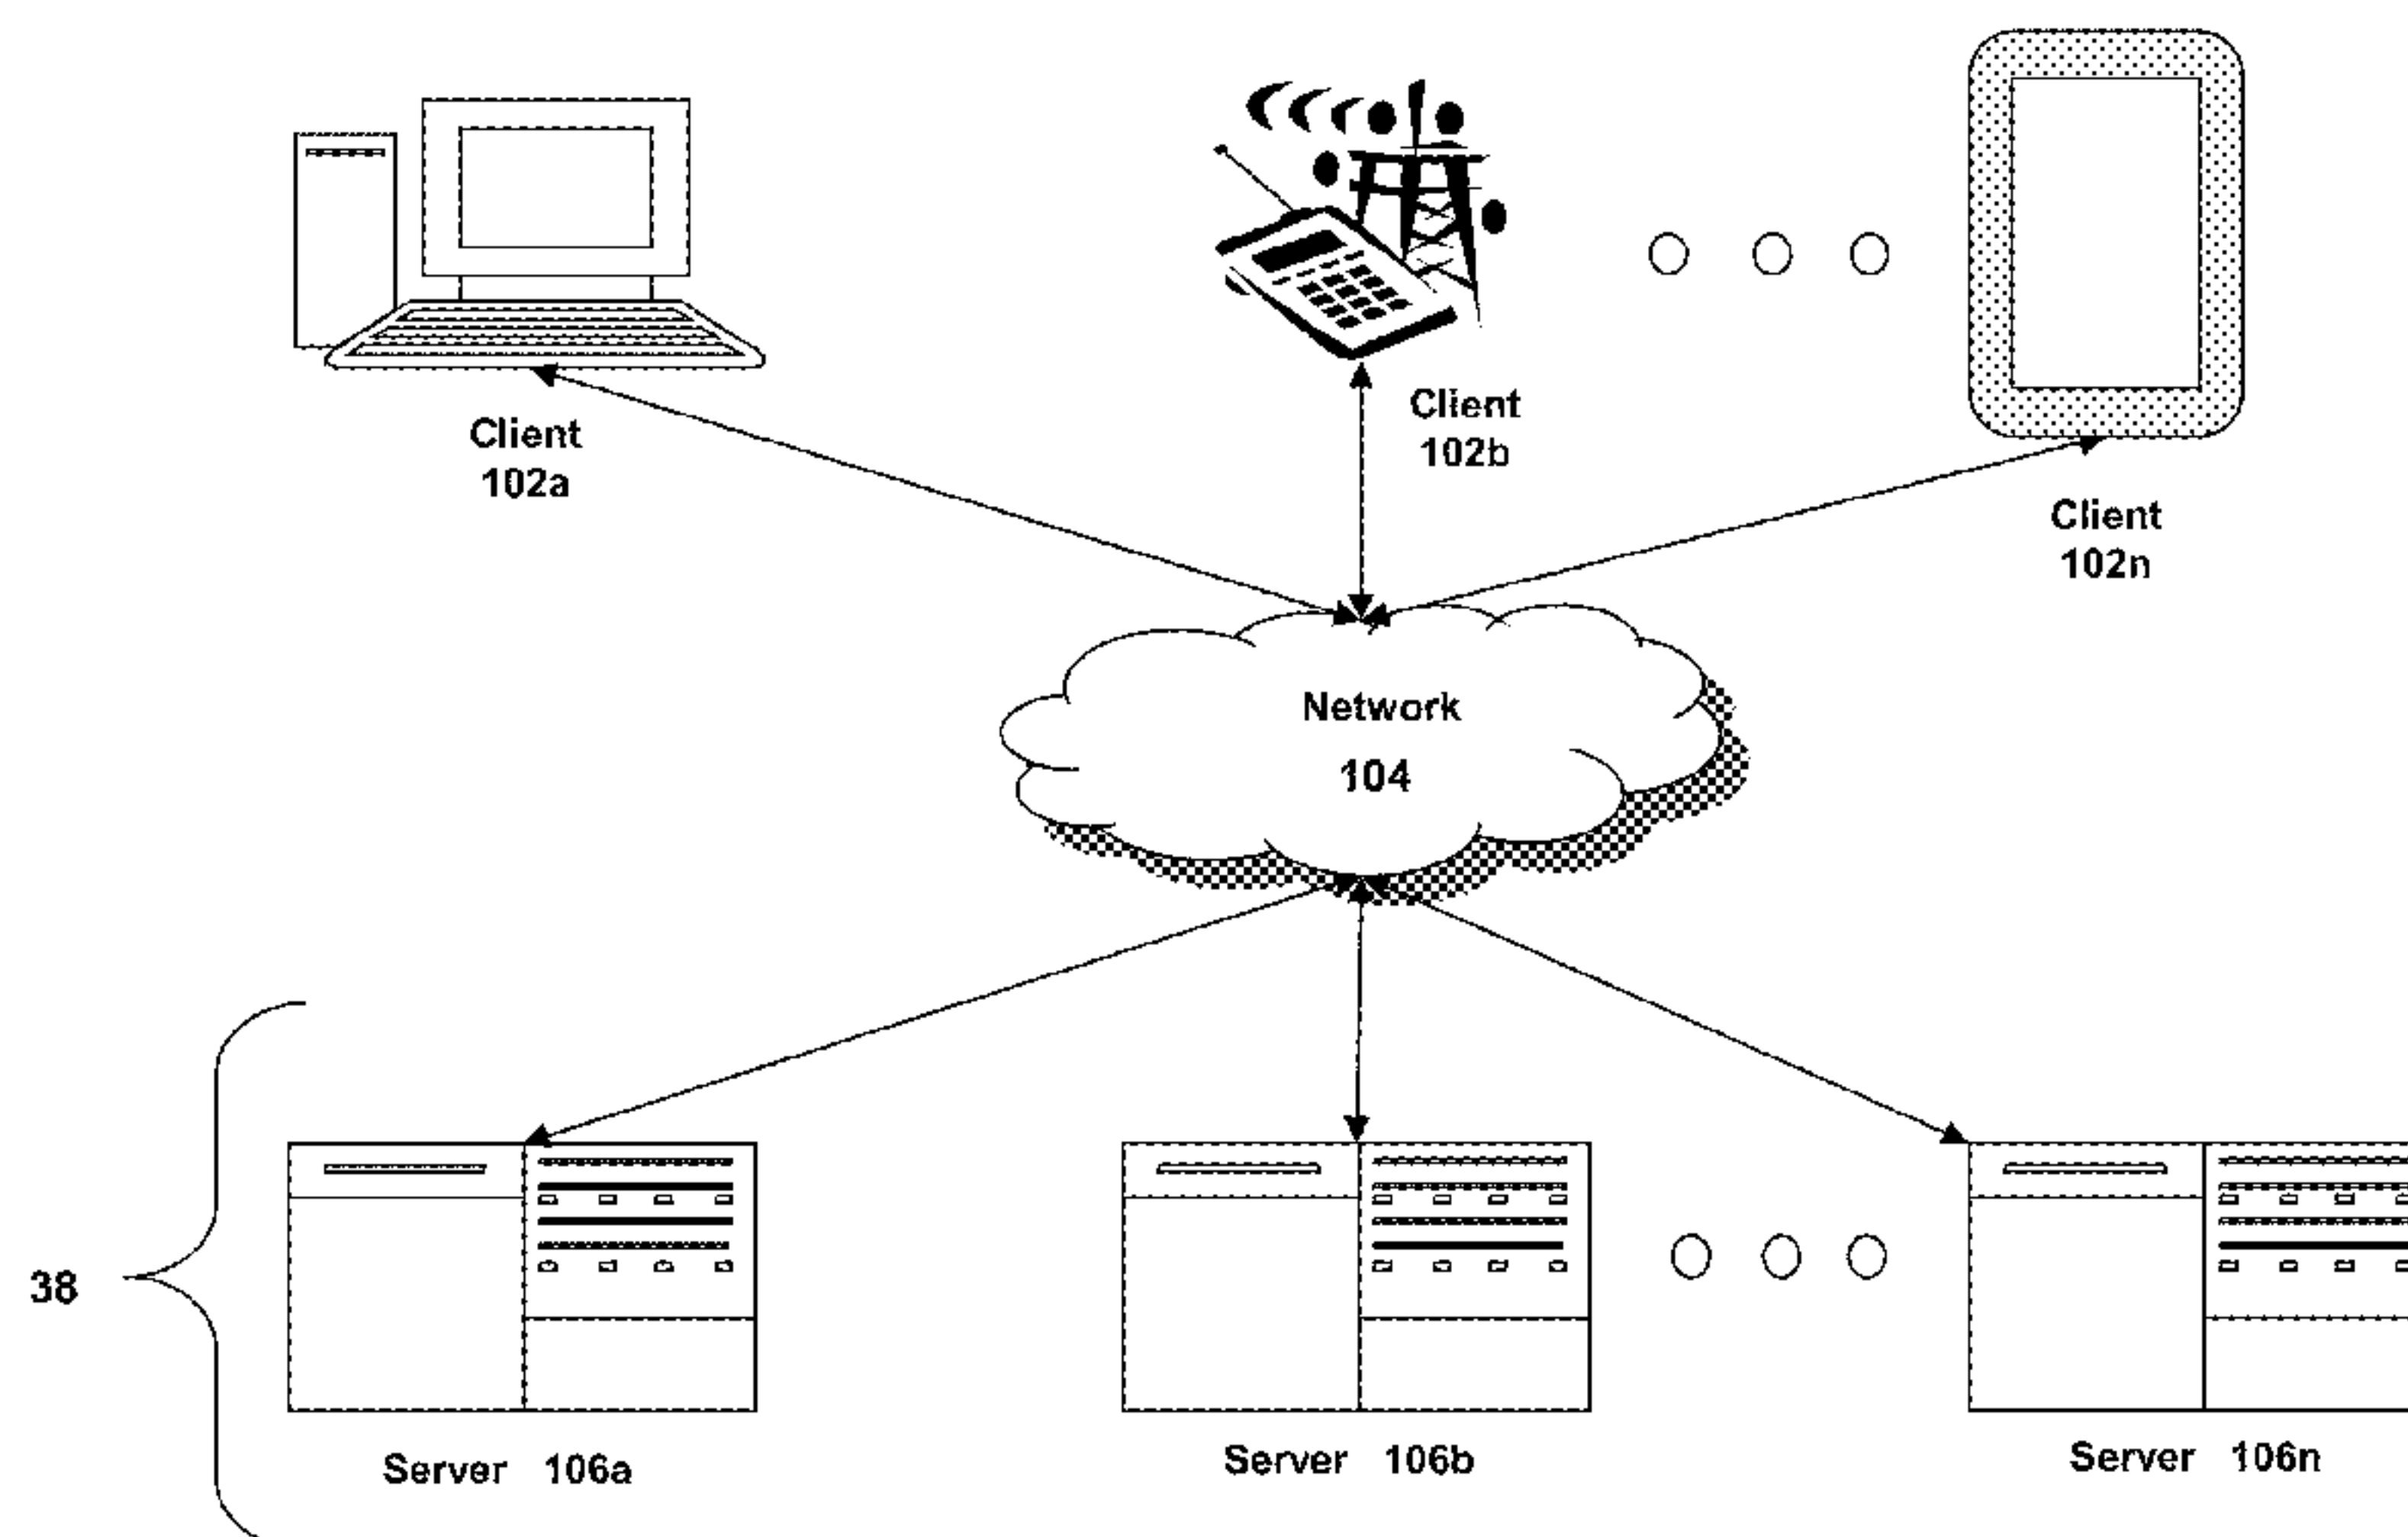 Client
102a
Client
102b
Client
102n
Network
104
38
Server 106a
Server 106b
Server 106n